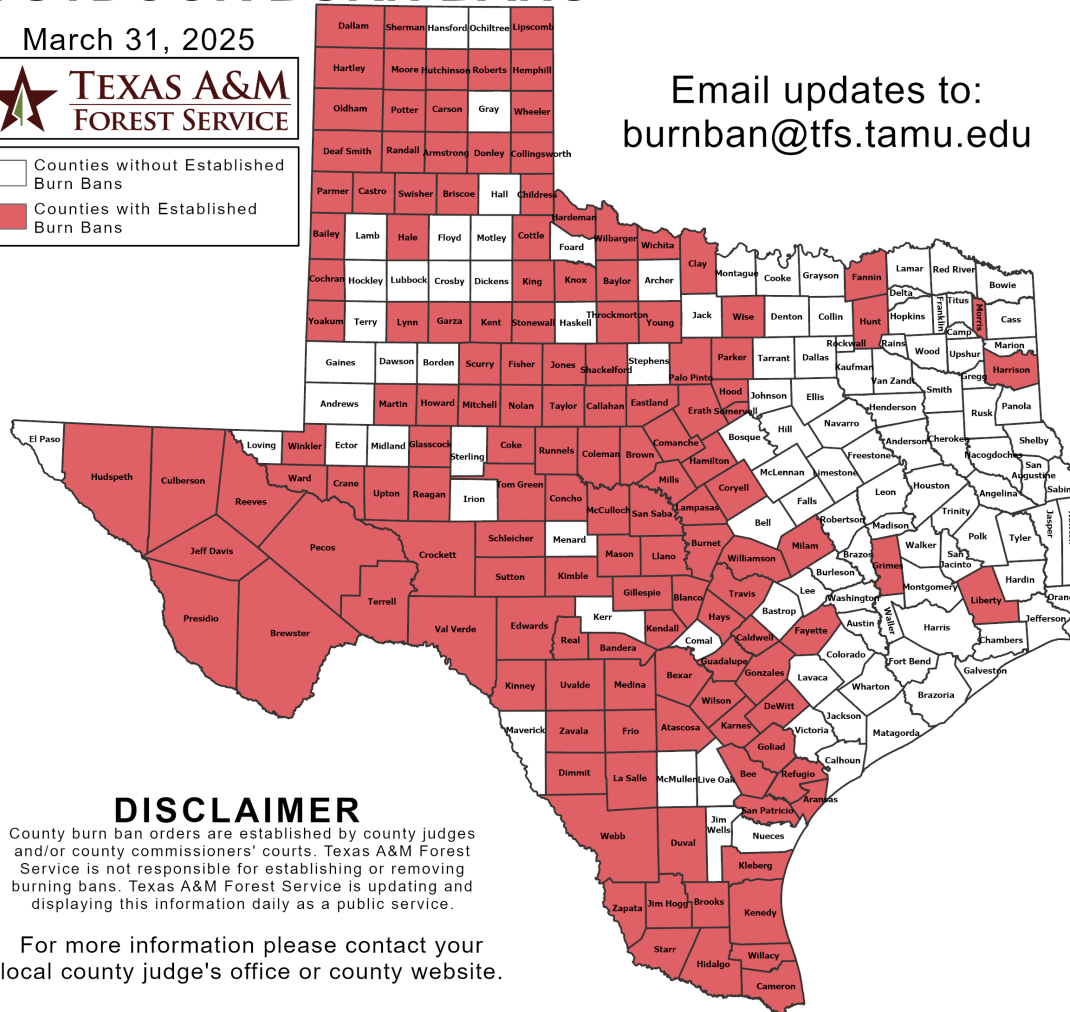 March 31, 2025
TEXAS A&M
FOREST SERVICE
Counties without Established
Burn Bans
Counties with Established
Burn Bans
Email updates to:
burnban@tfs.tamu.edu
Dallam Sherman Hansford Ochiltree Lipscomb
Hartley Moore Hutchinson Roberts Hemphill
Oldham Potter Carson Gray Wheeler
Deaf Smith Randall Armstrong Donley Collingsworth
Parmer Castro Swisher Briscoe Hall Childress
Hardeman
Bailey Lamb Hale Floyd Motley Cottle Foard Wilbarger Wichita
Clay Montague Cooke Grayson Fannin Lamar Red River Bowie
Cochran Hockley Lubbock Crosby Dickens King Knox Baylor Archer
Delta Franklin Titus Morris Cass
Yoakum Terry Lynn Garza Kent Stonewall Haskell Throckmorton Young Jack Wise Denton Collin Hunt Hopkins Camp
Rockwall Rains Wood Upshur Marion
Gaines Dawson Borden Scurry Fisher Jones Shackelford Stephens Palo Pinto Parker Tarrant Dallas Kaufman Van Zandt Smith Gregg Harrison
Andrews Martin Howard Mitchell Nolan Taylor Callahan Eastland Erath Hood Somervell Johnson Ellis Henderson Rusk Panola
El Paso Loving Winkler Ector Midland Glasscock Sterling Coke Runnels Coleman Brown Comanche Bosque Hill Navarro Anderson Cherokee Shelby
Hudspeth Culberson Reeves Ward Crane Upton Reagan Irion Tom Green Concho Mills Hamilton McLennan Limestone Freestone Nacogdoches San
Augustine
Sabin
McCulloch San Saba Lampasas Coryell Falls Leon Houston Angelina
Jeff Davis Pecos Crockett Schleicher Menard Mason Llano Burnet Bell Milam Robertson Madison Trinity Jasper
Williamson Brazos Grimes Walker San
Jacinto
Polk Tyler
Sutton Kimble Gillespie Blanco Travis Burleson Lee Washington Montgomery Liberty Hardin Orang
Presidio Brewster Terrell Val Verde Edwards Kerr Real Bandera Kendall Hays Comal Caldwell Bastrop Fayette Austin Waller Harris Chambers Jefferson
Kinney Uvalde Medina Bexar Guadalupe Gonzales Lavaca Colorado Fort Bend Galveston
Maverick Zavala Frio Atascosa Wilson Karnes DeWitt Victoria Jackson Wharton Brazoria Matagorda
Dimmit La Salle McMullen Live Oak Bee Goliad Refugio Calhoun
Aransas
San Patricio
Webb Duval Jim
Wells
Nueces
Kleberg
Zapata Jim Hogg Brooks Kenedy
Starr Hidalgo Willacy
Cameron
DISCLAIMER
County burn ban orders are established by county judges
and/or county commissioners' courts. Texas A&M Forest
Service is not responsible for establishing or removing
burning bans. Texas A&M Forest Service is updating and
displaying this information daily as a public service.
For more information please contact your
local county judge's office or county website.